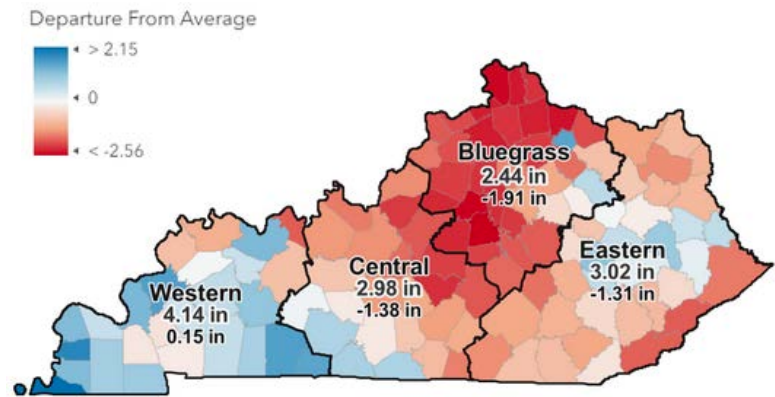 Departure From Average
> 2.15
0
< -2.56
Bluegrass
2.44 in
-1.91 in
Eastern
3.02 in
-1.31 in
Central
2.98 in
-1.38 in
Western
4.14 in
0.15 in